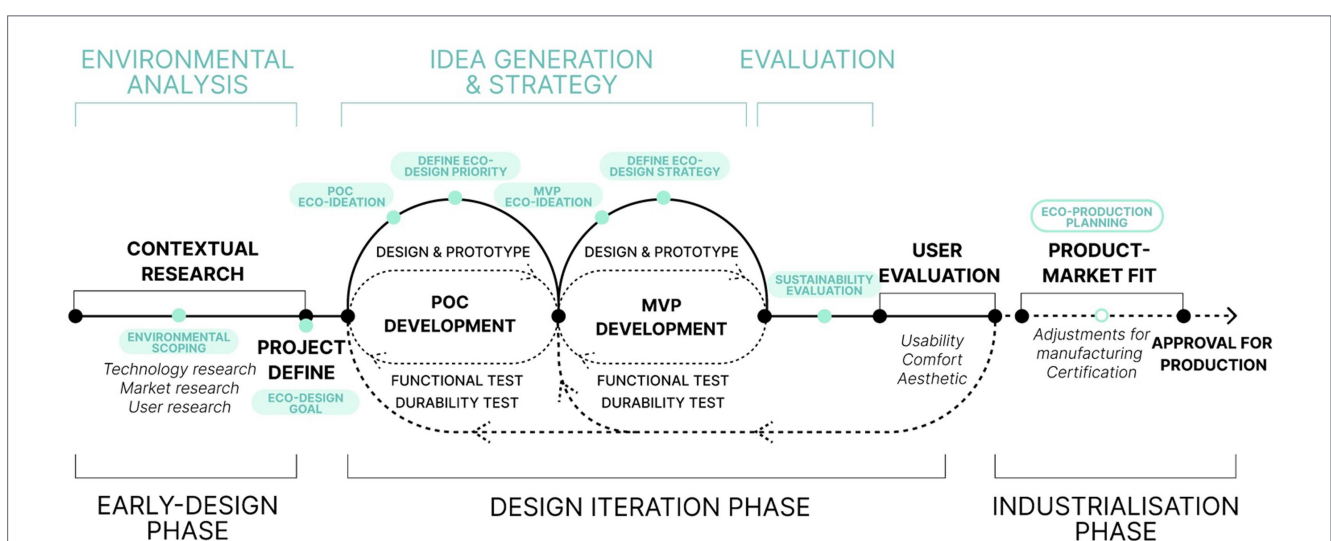 ENVIRONMENTAL
ANALYSIS
IDEA GENERATION
& STRATEGY
EVALUATION
DEFINE ECO-
DESIGN PRIORITY
DEFINE ECO-
DESIGN STRATEGY
POC
ECO-IDEATION
MVP
ECO-IDEATION
ECO-PRODUCTION
PLANNING
CONTEXTUAL
RESEARCH
DESIGN & PROTOTYPE
DESIGN & PROTOTYPE
USER
EVALUATION
PRODUCT-
MARKET FIT
SUSTAINABILITY
EVALUATION
POC
DEVELOPMENT
MVP
DEVELOPMENT
ENVIRONMENTAL
SCOPING
Technology research
Market research
User research
PROJECT
DEFINE
ECO-DESIGN
GOAL
FUNCTIONAL TEST
DURABILITY TEST
FUNCTIONAL TEST
DURABILITY TEST
Usability
Comfort
Aesthetic
Adjustments for
manufacturing
Certification
APPROVAL FOR
PRODUCTION
EARLY-DESIGN
PHASE
DESIGN ITERATION PHASE
INDUSTRIALISATION
PHASE